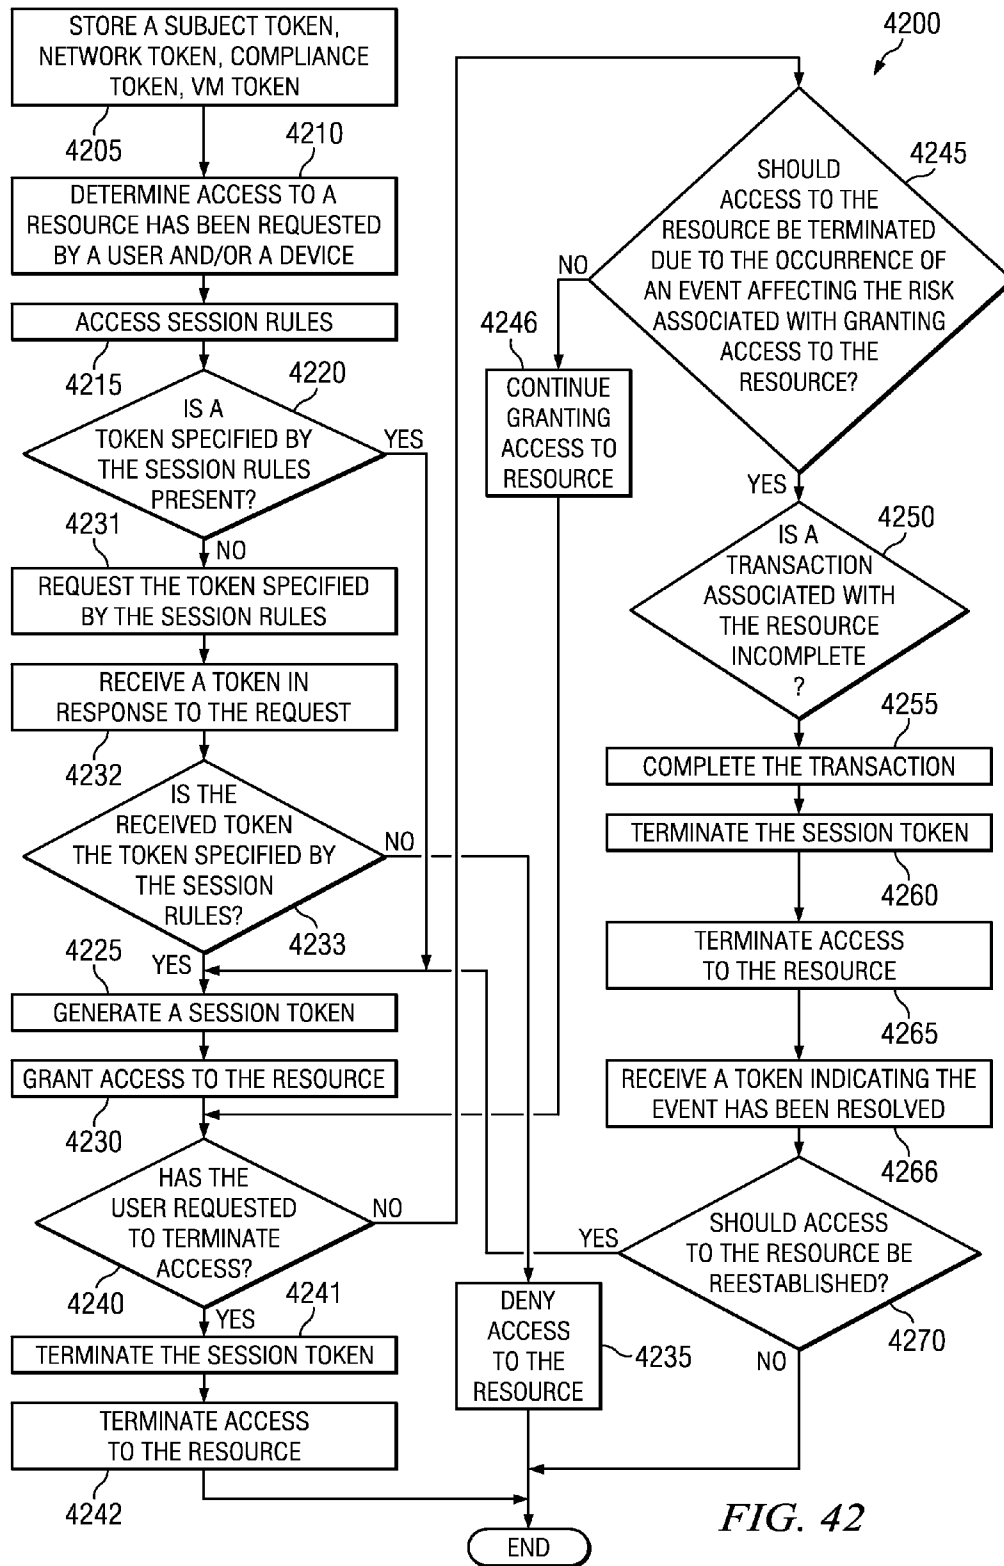 STORE A SUBJECT TOKEN,
NETWORK TOKEN, COMPLIANCE
TOKEN, VM TOKEN
4205
4210
DETERMINE ACCESS TO A
RESOURCE HAS BEEN REQUESTED
BY A USER AND/OR A DEVICE
ACCESS SESSION RULES
4215
4220
IS A
TOKEN SPECIFIED BY
THE SESSION RULES
PRESENT?
YES
NO
4231
REQUEST THE TOKEN SPECIFIED
BY THE SESSION RULES
RECEIVE A TOKEN IN
RESPONSE TO THE REQUEST
4232
IS THE
RECEIVED TOKEN
THE TOKEN SPECIFIED BY
THE SESSION
RULES?
NO
4233
YES
4225
GENERATE A SESSION TOKEN
GRANT ACCESS TO THE RESOURCE
4230
HAS THE
USER REQUESTED
TO TERMINATE
ACCESS?
NO
4240
YES
4241
TERMINATE THE SESSION TOKEN
TERMINATE ACCESS
TO THE RESOURCE
4242
4200
4245
SHOULD
ACCESS TO THE
RESOURCE BE TERMINATED
DUE TO THE OCCURRENCE OF
AN EVENT AFFECTING THE RISK
ASSOCIATED WITH GRANTING
ACCESS TO THE
RESOURCE?
NO
4246
CONTINUE
GRANTING
ACCESS TO
RESOURCE
YES
4250
IS A
TRANSACTION
ASSOCIATED WITH
THE RESOURCE
INCOMPLETE
?
4255
COMPLETE THE TRANSACTION
TERMINATE THE SESSION TOKEN
4260
TERMINATE ACCESS
TO THE RESOURCE
4265
RECEIVE A TOKEN INDICATING THE
EVENT HAS BEEN RESOLVED
4266
SHOULD ACCESS
TO THE RESOURCE BE
REESTABLISHED?
YES
4270
NO
DENY
ACCESS
TO THE
RESOURCE
4235
END
FIG. 42